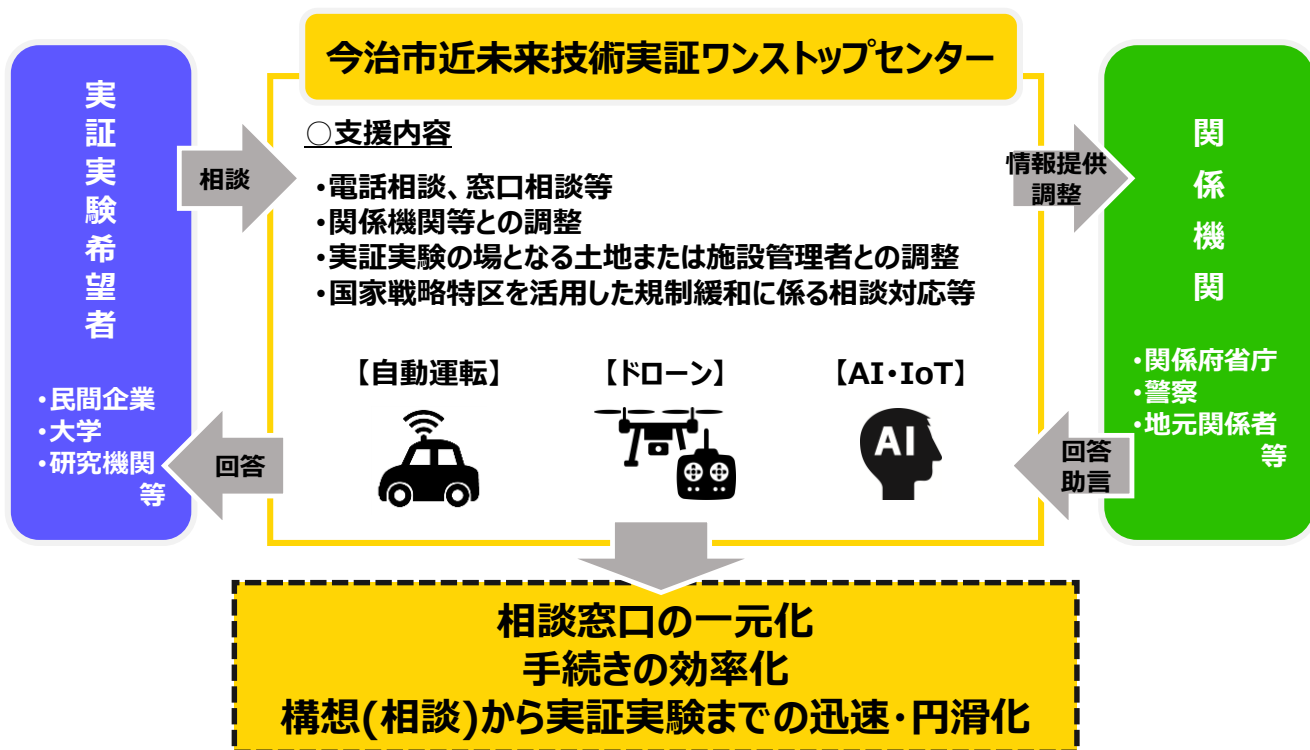 今治市近未来技術実証ワンストップセンター
実証実験希望者
・民間企業
・大学
・研究機関
等
相談
回答
○支援内容
・電話相談、窓口相談等
・関係機関等との調整
・実証実験の場となる土地または施設管理者との調整
・国家戦略特区を活用した規制緩和に係る相談対応等
【自動運転】
【ドローン】
【AI・IoT】
AI
情報提供
調整
回答
助言
関係機関
・関係府省庁
・警察
・地元関係者
等
相談窓口の一元化
手続きの効率化
構想(相談)から実証実験までの迅速・円滑化